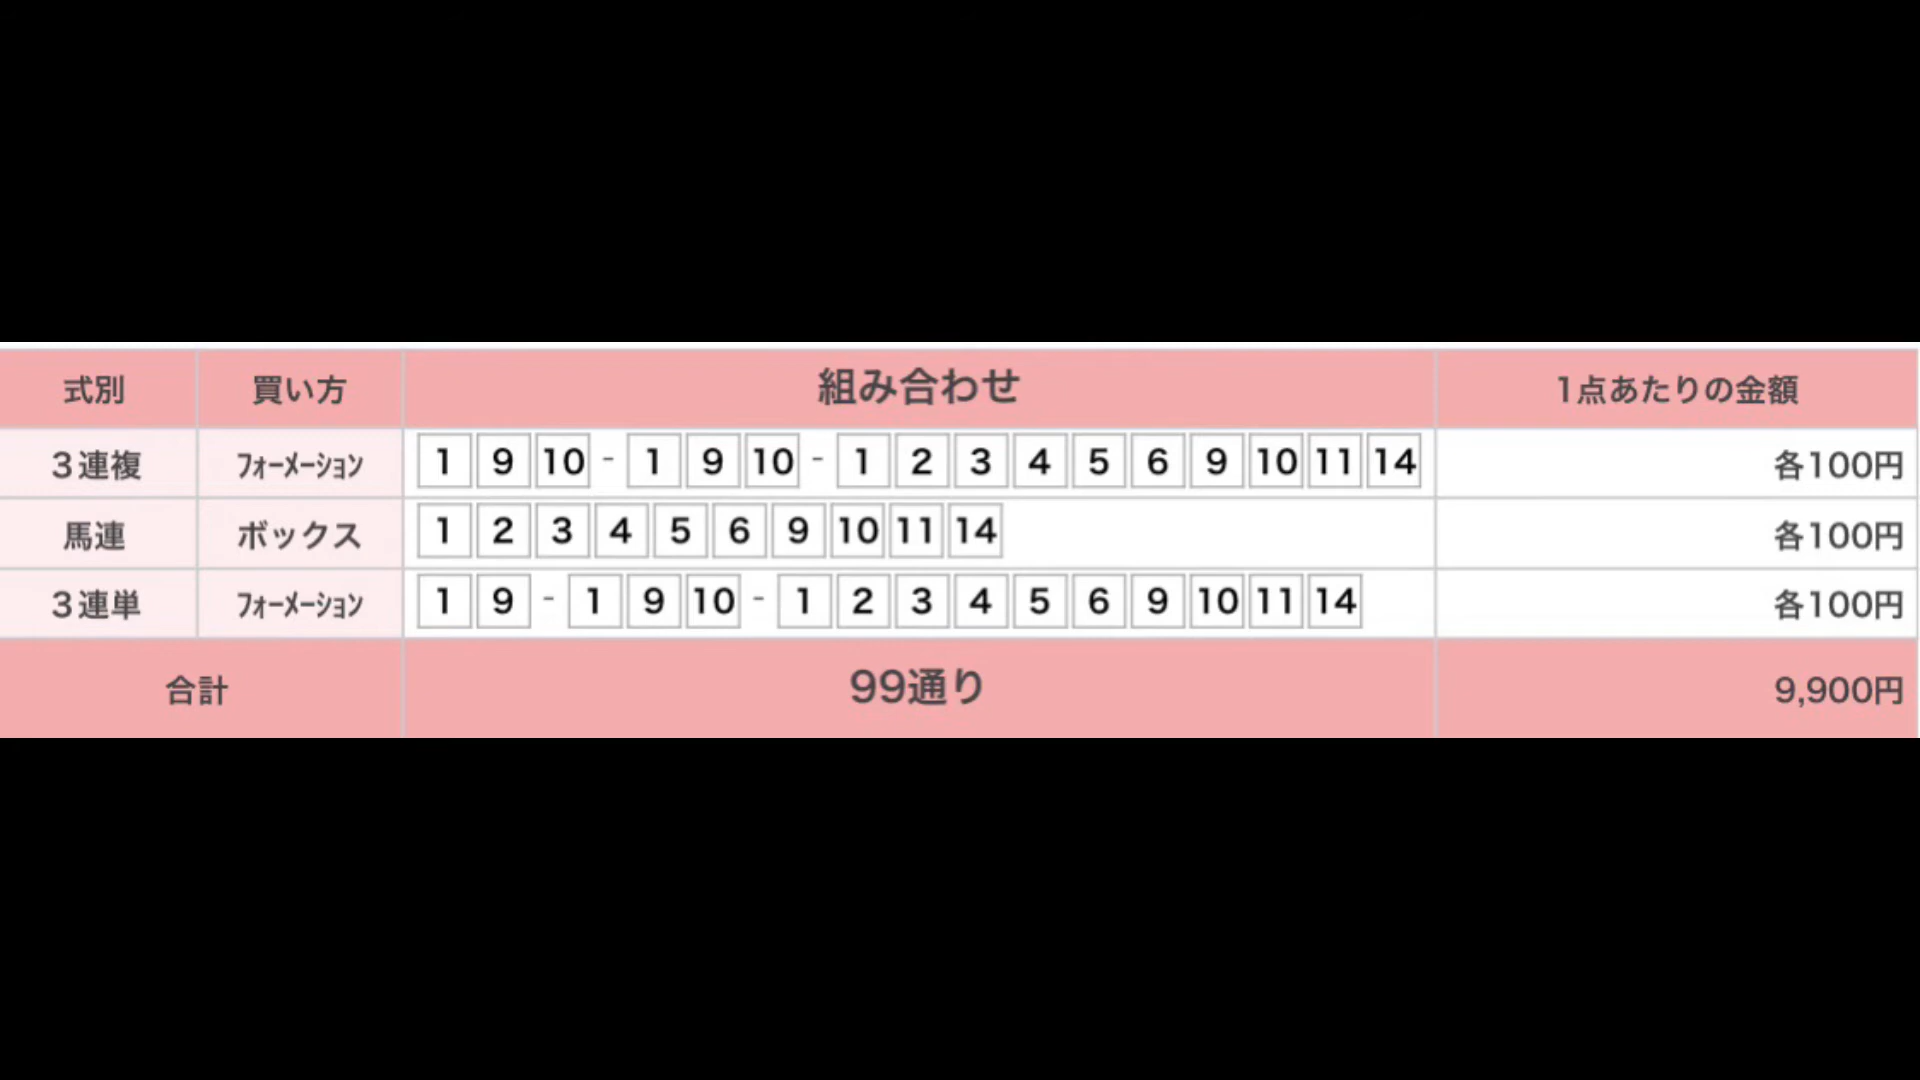 式別 買い方 組み合わせ 1点あたりの金額
3連複 ﾌｫｰﾒｰｼｮﾝ 1 9 10 - 1 9 10 - 1 2 3 4 5 6 9 10 11 14 各100円
馬連 ボックス 1 2 3 4 5 6 9 10 11 14 各100円
3連単 ﾌｫｰﾒｰｼｮﾝ 1 9 - 1 9 10 - 1 2 3 4 5 6 9 10 11 14 各100円
合計 99通り 9,900円